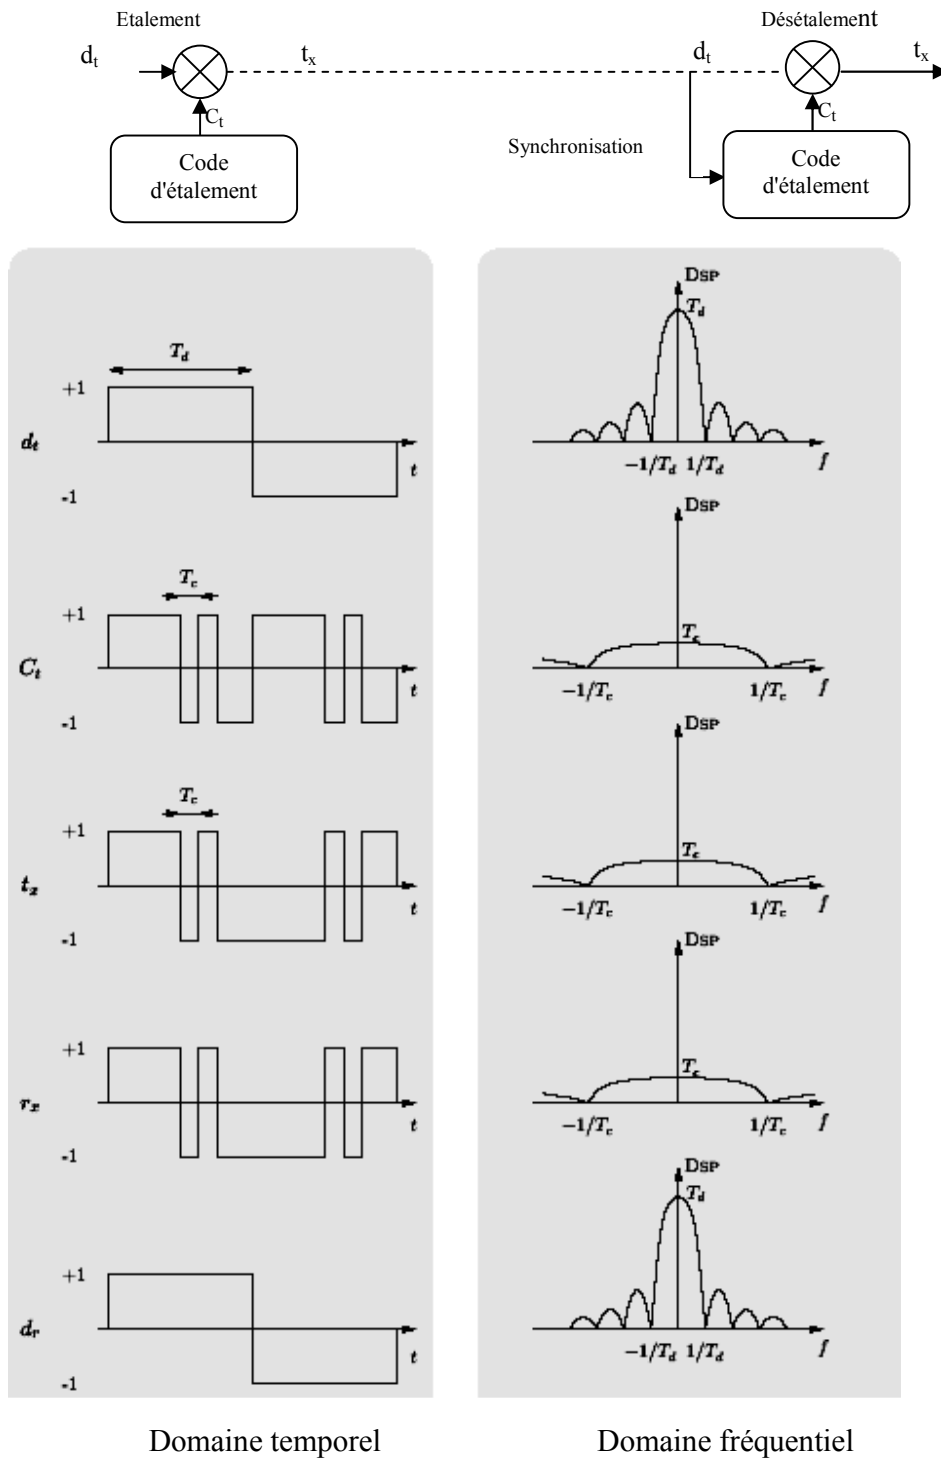 Etalement
Désétalement
d_t
t_x
d_t
t_x
C_t
C_t
Synchronisation
Code
d'étalement
Code
d'étalement
T_d
+1
d_t
t
-1
DSP
T_d
-1/T_d 1/T_d
f
T_c
+1
C_t
t
-1
DSP
T_c
-1/T_c
1/T_c
f
T_c
+1
t_x
t
-1
DSP
T_c
-1/T_c
1/T_c
f
+1
r_x
t
-1
DSP
T_c
-1/T_c
1/T_c
f
+1
d_r
t
-1
DSP
T_d
-1/T_d 1/T_d
f
Domaine temporel
Domaine fréquentiel